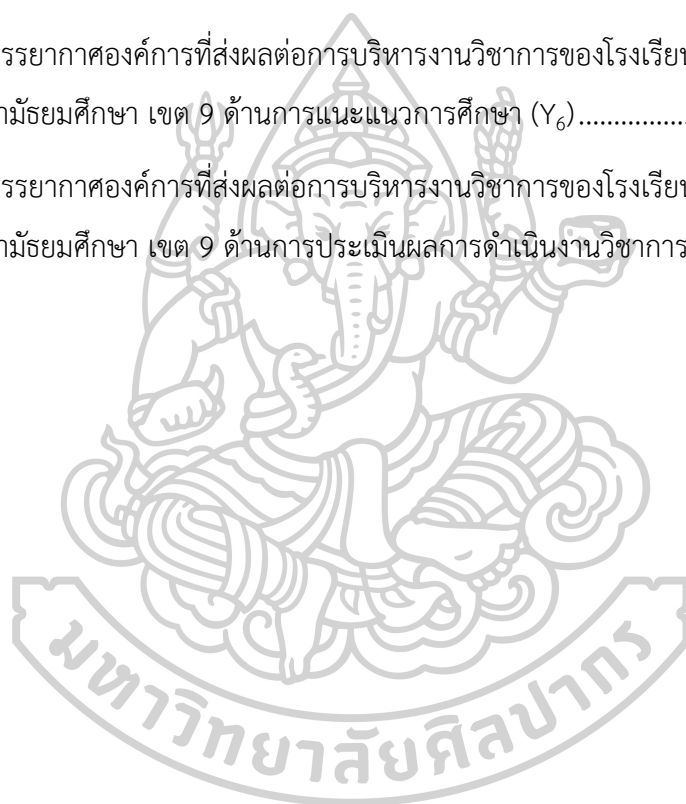 รรยากาศองค์การที่ส่งผลต่อการบริหารงานวิชาการของโรงเรียน
ามัธยมศึกษา เขต 9 ด้านการแนะแนวการศึกษา (Y6)................
รรยากาศองค์การที่ส่งผลต่อการบริหารงานวิชาการของโรงเรียน
ามัธยมศึกษา เขต 9 ด้านการประเมินผลการดำเนินงานวิชาการ
มหาวิทยาลัยศิลปากร